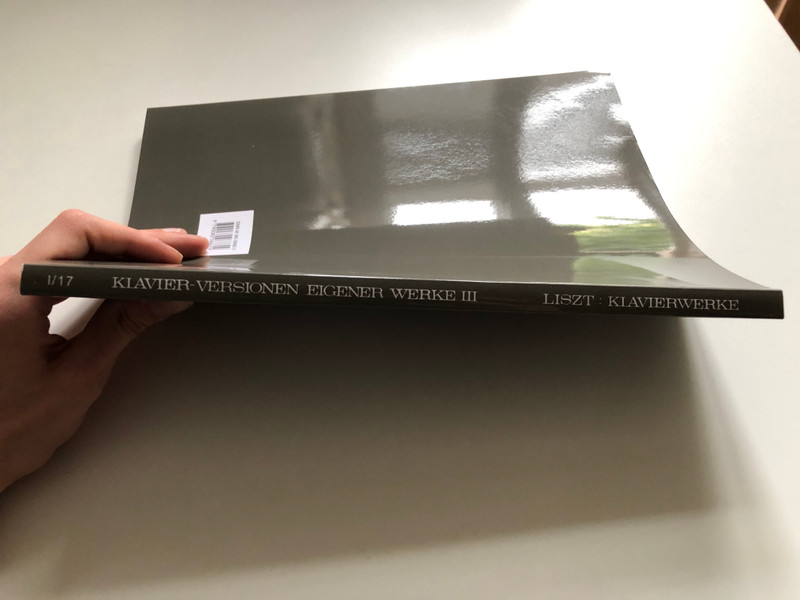 I/17 KLAVIER-VERSIONEN EIGENER WERKE III LISZT : KLAVIERWERKE